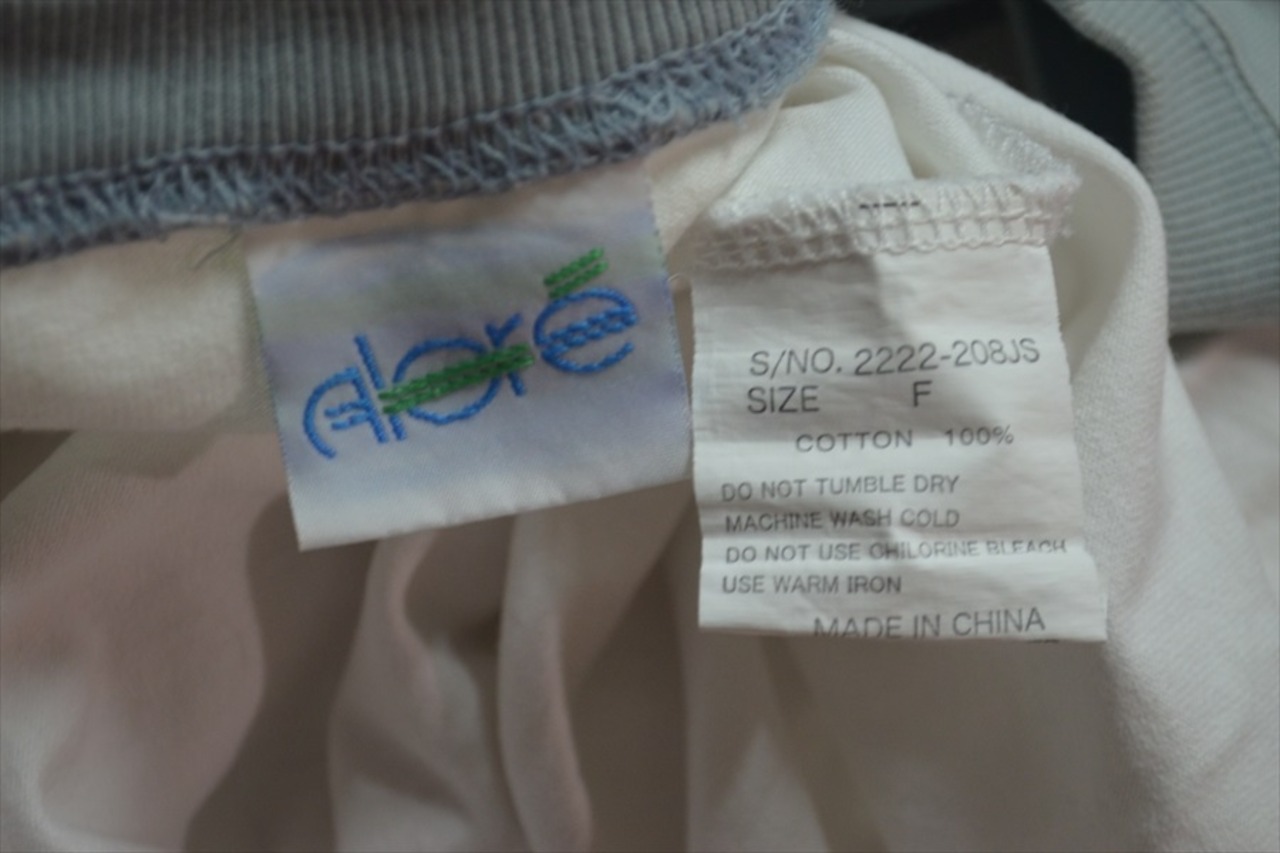 S/NO. 2222-208JS
SIZE F
COTTON 100%
DO NOT TUMBLE DRY
MACHINE WASH COLD
DO NOT USE CHILORINE BLEACH
USE WARM IRON
MADE IN CHINA